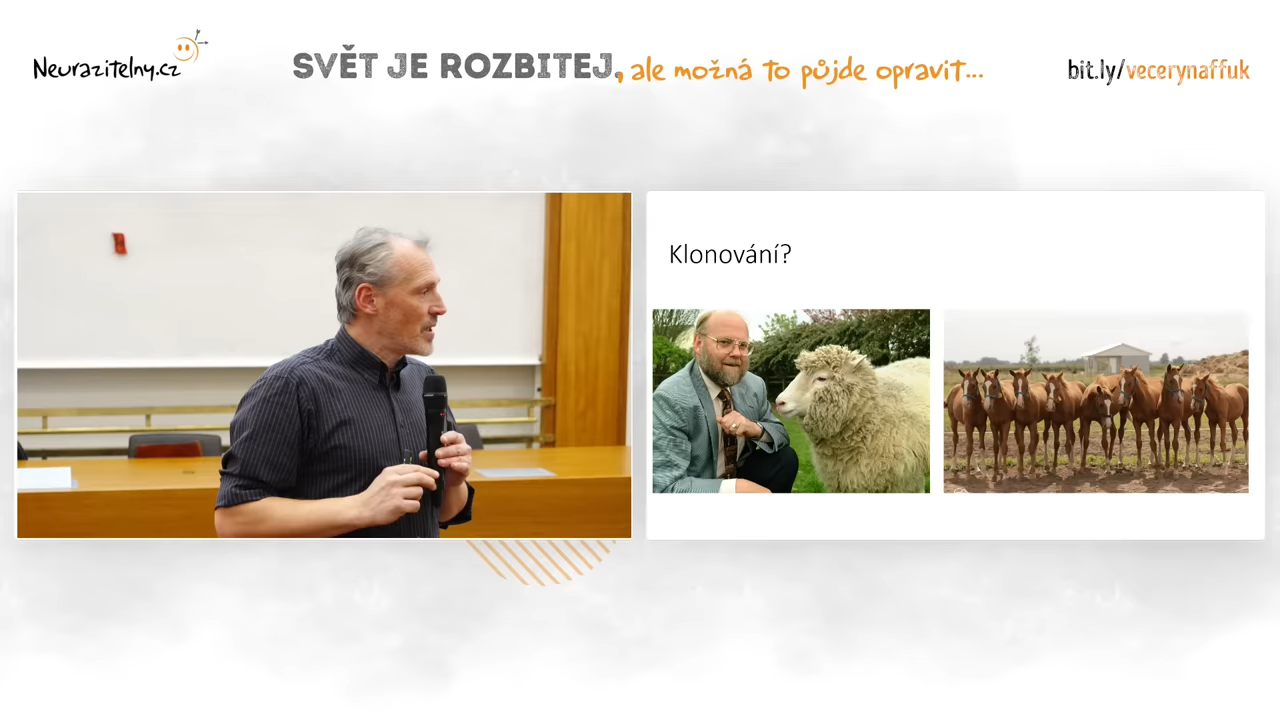 Neurazitelny.cz
SVĚT JE ROZBITEJ, ale možná to půjde opravit...
bit.ly/vecerynaffuk
Klonování?